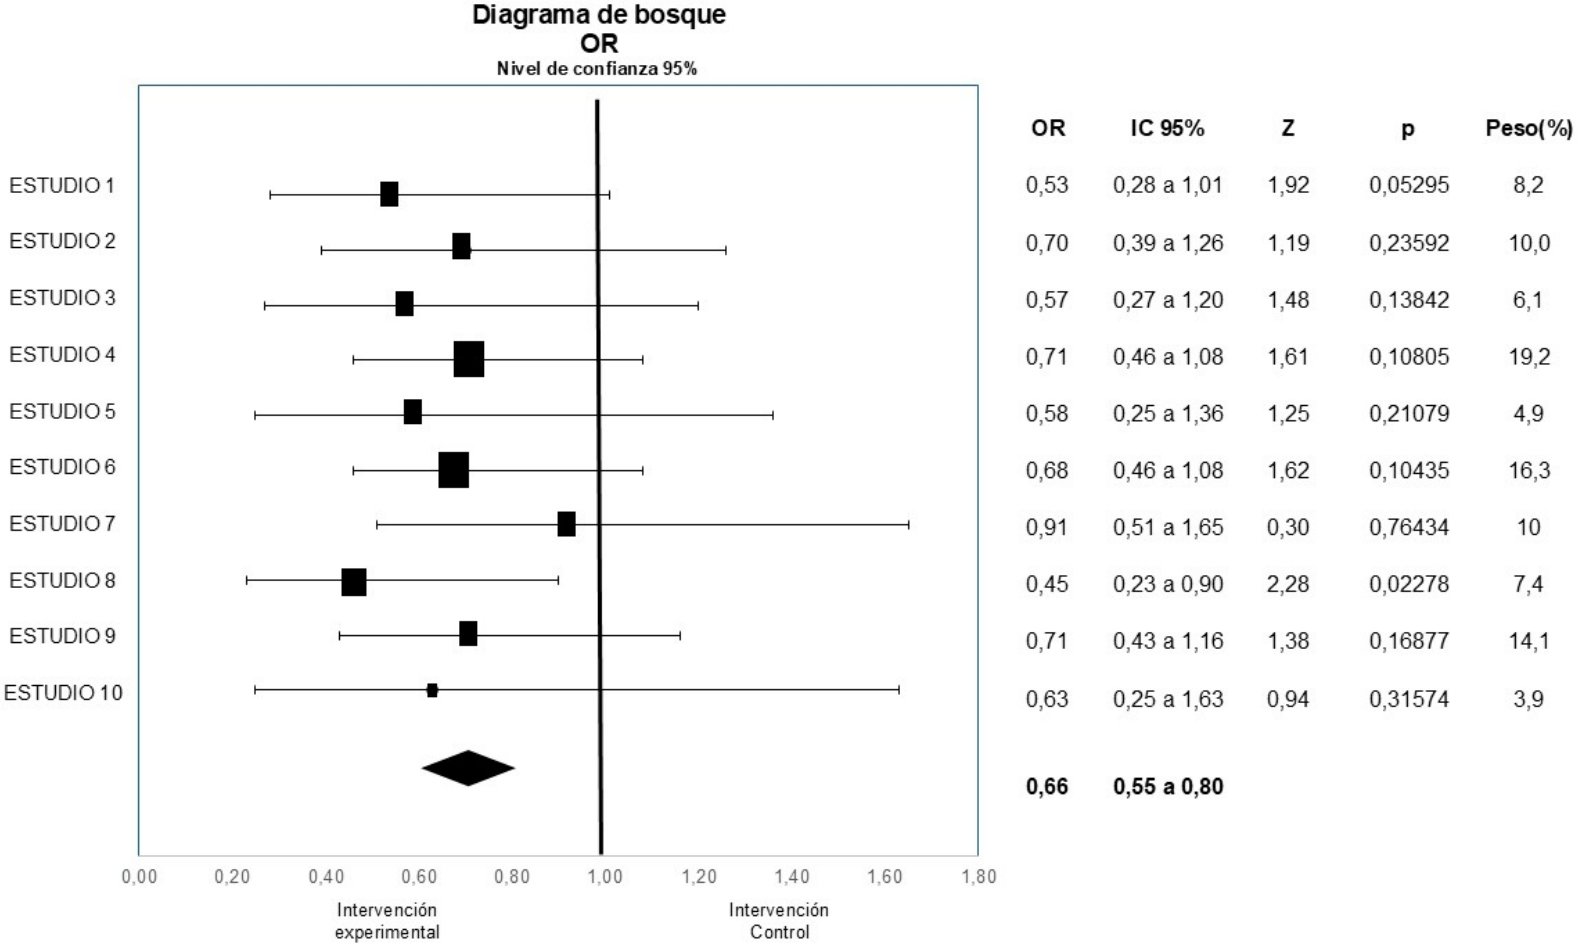 Diagrama de bosque
OR
Nivel de confianza 95%
OR IC 95% Z p Peso(%)
ESTUDIO 1 0,53 0,28 a 1,01 1,92 0,05295 8,2
ESTUDIO 2 0,70 0,39 a 1,26 1,19 0,23592 10,0
ESTUDIO 3 0,57 0,27 a 1,20 1,48 0,13842 6,1
ESTUDIO 4 0,71 0,46 a 1,08 1,61 0,10805 19,2
ESTUDIO 5 0,58 0,25 a 1,36 1,25 0,21079 4,9
ESTUDIO 6 0,68 0,46 a 1,08 1,62 0,10435 16,3
ESTUDIO 7 0,91 0,51 a 1,65 0,30 0,76434 10
ESTUDIO 8 0,45 0,23 a 0,90 2,28 0,02278 7,4
ESTUDIO 9 0,71 0,43 a 1,16 1,38 0,16877 14,1
ESTUDIO 10 0,63 0,25 a 1,63 0,94 0,31574 3,9
0,66 0,55 a 0,80
0,00 0,20 0,40 0,60 0,80 1,00 1,20 1,40 1,60 1,80
Intervención Intervención
experimental Control